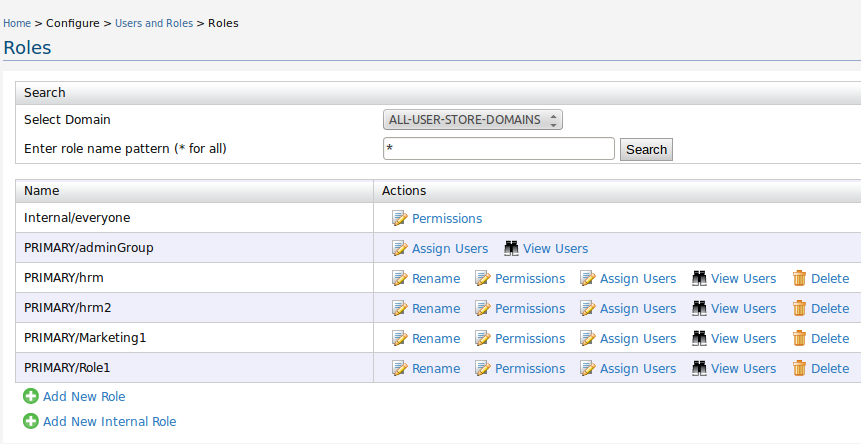 Home > Configure > Users and Roles > Roles
Roles
Search
Select Domain ALL-USER-STORE-DOMAINS
Enter role name pattern (* for all) * Search
Name Actions
Internal/everyone Permissions
PRIMARY/adminGroup Assign Users View Users
PRIMARY/hrm Rename Permissions Assign Users View Users Delete
PRIMARY/hrm2 Rename Permissions Assign Users View Users Delete
PRIMARY/Marketing1 Rename Permissions Assign Users View Users Delete
PRIMARY/Role1 Rename Permissions Assign Users View Users Delete
Add New Role
Add New Internal Role